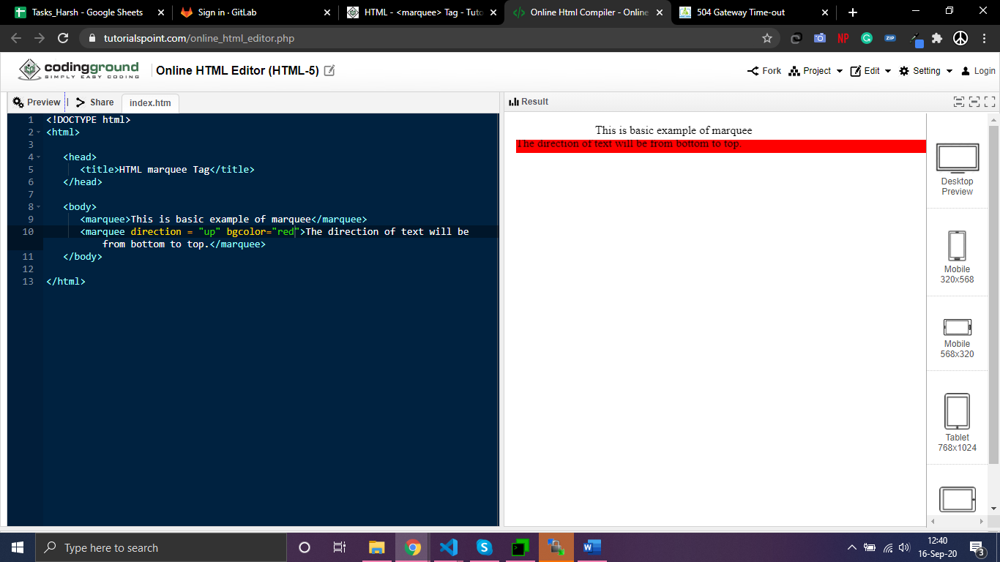 Tasks_Harsh - Google Sheets
Sign in · GitLab
HTML - <marquee> Tag - Tuto
Online Html Compiler - Online
504 Gateway Time-out
tutorialspoint.com/online_html_editor.php
NP
ZIP
codingground
SIMPLY EASY CODING
Online HTML Editor (HTML-5)
Fork
Project
Edit
Setting
Login
Preview
Share
index.htm
Result
1 <!DOCTYPE html>
2 <html>
3
4 <head>
5 <title>HTML marquee Tag</title>
6 </head>
7
8 <body>
9 <marquee>This is basic example of marquee</marquee>
10 <marquee direction = "up" bgcolor="red">The direction of text will be
from bottom to top.</marquee>
11 </body>
12
13 </html>
This is basic example of marquee
The direction of text will be from bottom to top.
Desktop
Preview
Mobile
320x568
Mobile
568x320
Tablet
768x1024
Type here to search
12:40
16-Sep-20
3